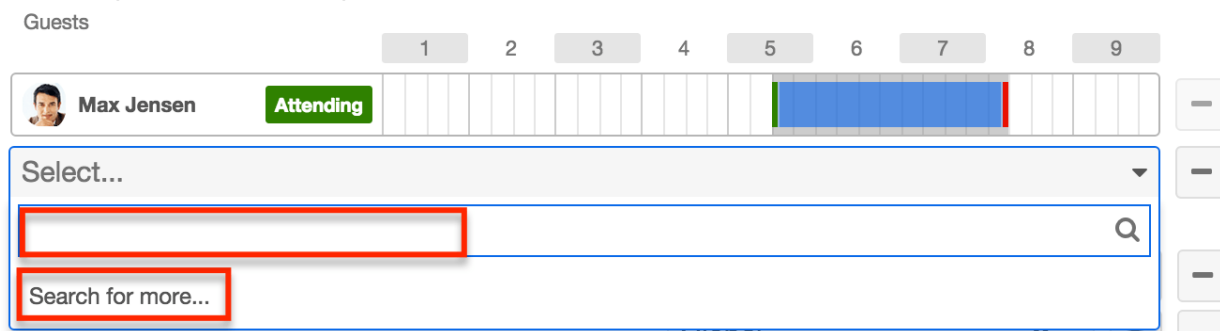 Guests
1 2 3 4 5 6 7 8 9
Max Jensen Attending
Select...
Search for more...